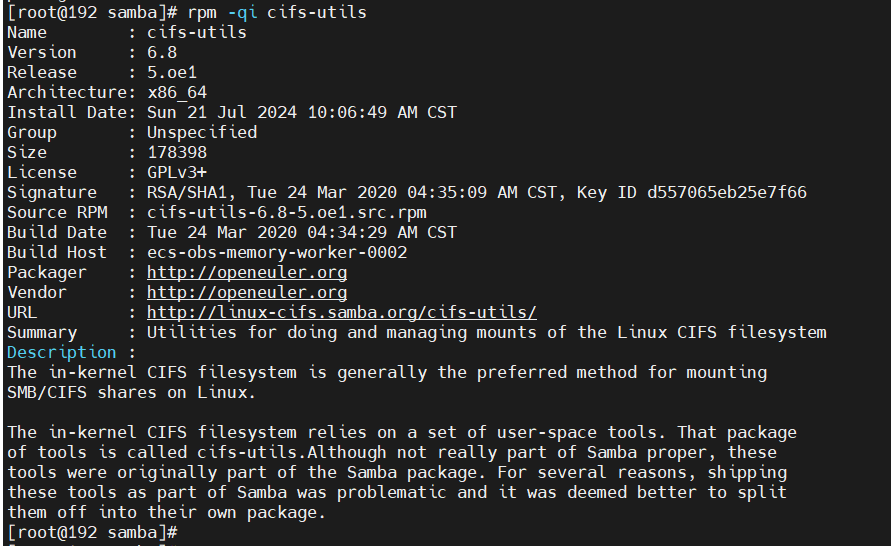 [root@192 samba]# rpm -qi cifs-utils
Name        : cifs-utils
Version     : 6.8
Release     : 5.oe1
Architecture: x86_64
Install Date: Sun 21 Jul 2024 10:06:49 AM CST
Group       : Unspecified
Size        : 178398
License     : GPLv3+
Signature   : RSA/SHA1, Tue 24 Mar 2020 04:35:09 AM CST, Key ID d557065eb25e7f66
Source RPM  : cifs-utils-6.8-5.oe1.src.rpm
Build Date  : Tue 24 Mar 2020 04:34:29 AM CST
Build Host  : ecs-obs-memory-worker-0002
Packager    : http://openeuler.org
Vendor      : http://openeuler.org
URL         : http://linux-cifs.samba.org/cifs-utils/
Summary     : Utilities for doing and managing mounts of the Linux CIFS filesystem
Description :
The in-kernel CIFS filesystem is generally the preferred method for mounting
SMB/CIFS shares on Linux.

The in-kernel CIFS filesystem relies on a set of user-space tools. That package
of tools is called cifs-utils.Although not really part of Samba proper, these
tools were originally part of the Samba package. For several reasons, shipping
these tools as part of Samba was problematic and it was deemed better to split
them off into their own package.
[root@192 samba]#